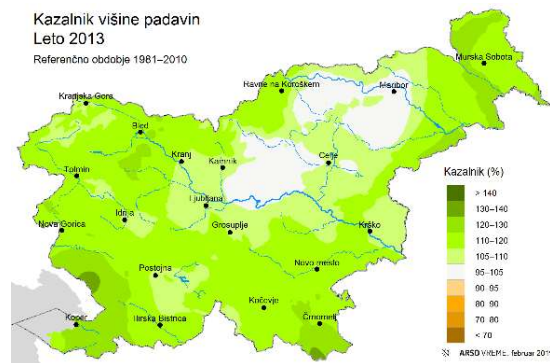 Kazalnik višine padavin
Leto 2013
Referenčno obdobje 1981–2010
Murska Sobota
Ravne na Koroškem
Maribor
Kranjska Gora
Bled
Kranj
Kamnik
Celje
Tolmin
Ljubljana
Idrija
Nova Gorica
Grosuplje
Krško
Postojna
Novo mesto
Kočevje
Koper
Ilirska Bistrica
Črnomelj
Kazalnik (%)
> 140
130–140
120–130
110–120
105–110
95–105
90–95
80–90
70–80
< 70
ARSO VREME, februar